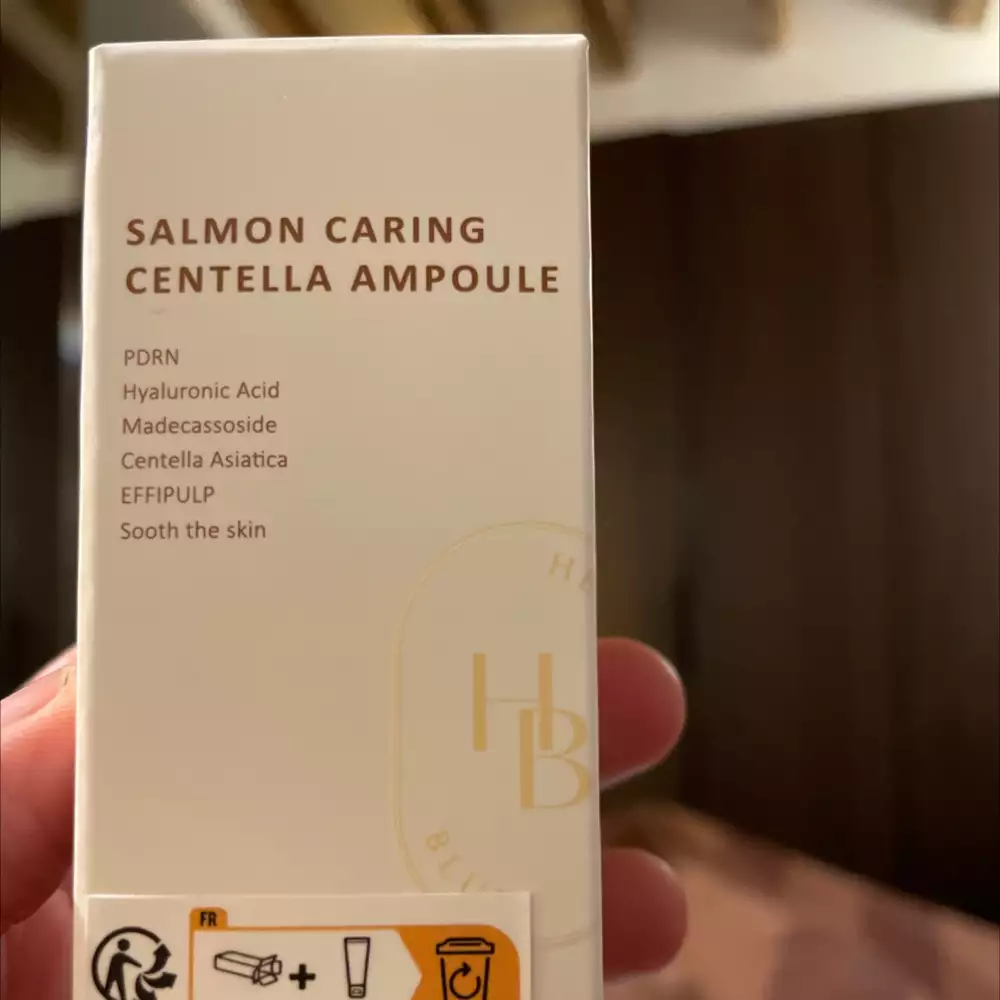 SALMON CARING
CENTELLA AMPOULE
PDRN
Hyaluronic Acid
Madecassoside
Centella Asiatica
EFFIPULP
Sooth the skin
HB
FR